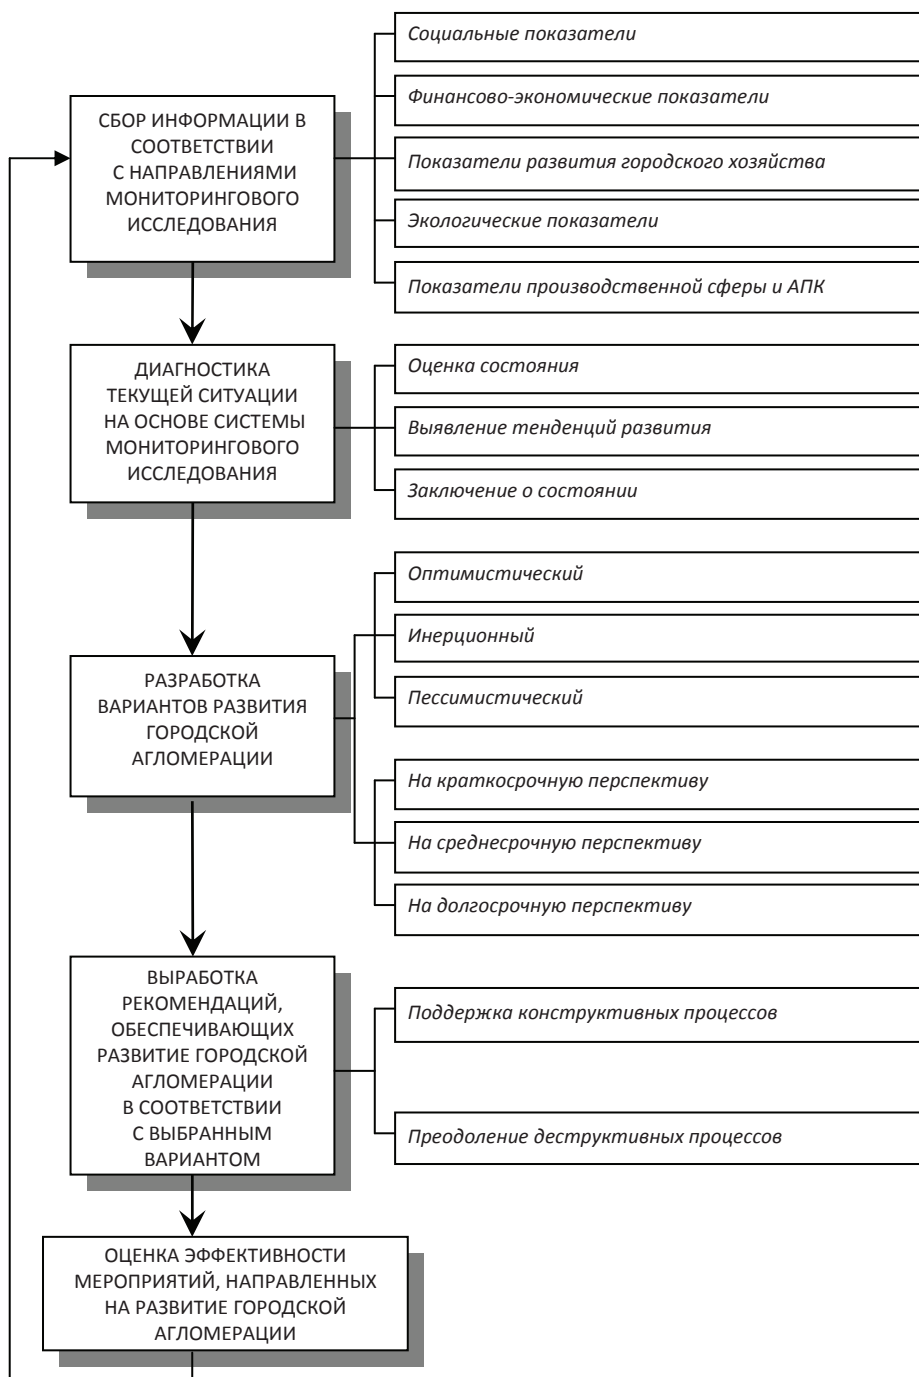 СБОР ИНФОРМАЦИИ В
СООТВЕТСТВИИ
С НАПРАВЛЕНИЯМИ
МОНИТОРИНГОВОГО
ИССЛЕДОВАНИЯ
Социальные показатели
Финансово-экономические показатели
Показатели развития городского хозяйства
Экологические показатели
Показатели производственной сферы и АПК
ДИАГНОСТИКА
ТЕКУЩЕЙ СИТУАЦИИ
НА ОСНОВЕ СИСТЕМЫ
МОНИТОРИНГОВОГО
ИССЛЕДОВАНИЯ
Оценка состояния
Выявление тенденций развития
Заключение о состоянии
РАЗРАБОТКА
ВАРИАНТОВ РАЗВИТИЯ
ГОРОДСКОЙ
АГЛОМЕРАЦИИ
Оптимистический
Инерционный
Пессимистический
На краткосрочную перспективу
На среднесрочную перспективу
На долгосрочную перспективу
ВЫРАБОТКА
РЕКОМЕНДАЦИЙ,
ОБЕСПЕЧИВАЮЩИХ
РАЗВИТИЕ ГОРОДСКОЙ
АГЛОМЕРАЦИИ
В СООТВЕТСТВИИ
С ВЫБРАННЫМ
ВАРИАНТОМ
Поддержка конструктивных процессов
Преодоление деструктивных процессов
ОЦЕНКА ЭФФЕКТИВНОСТИ
МЕРОПРИЯТИЙ, НАПРАВЛЕННЫХ
НА РАЗВИТИЕ ГОРОДСКОЙ
АГЛОМЕРАЦИИ